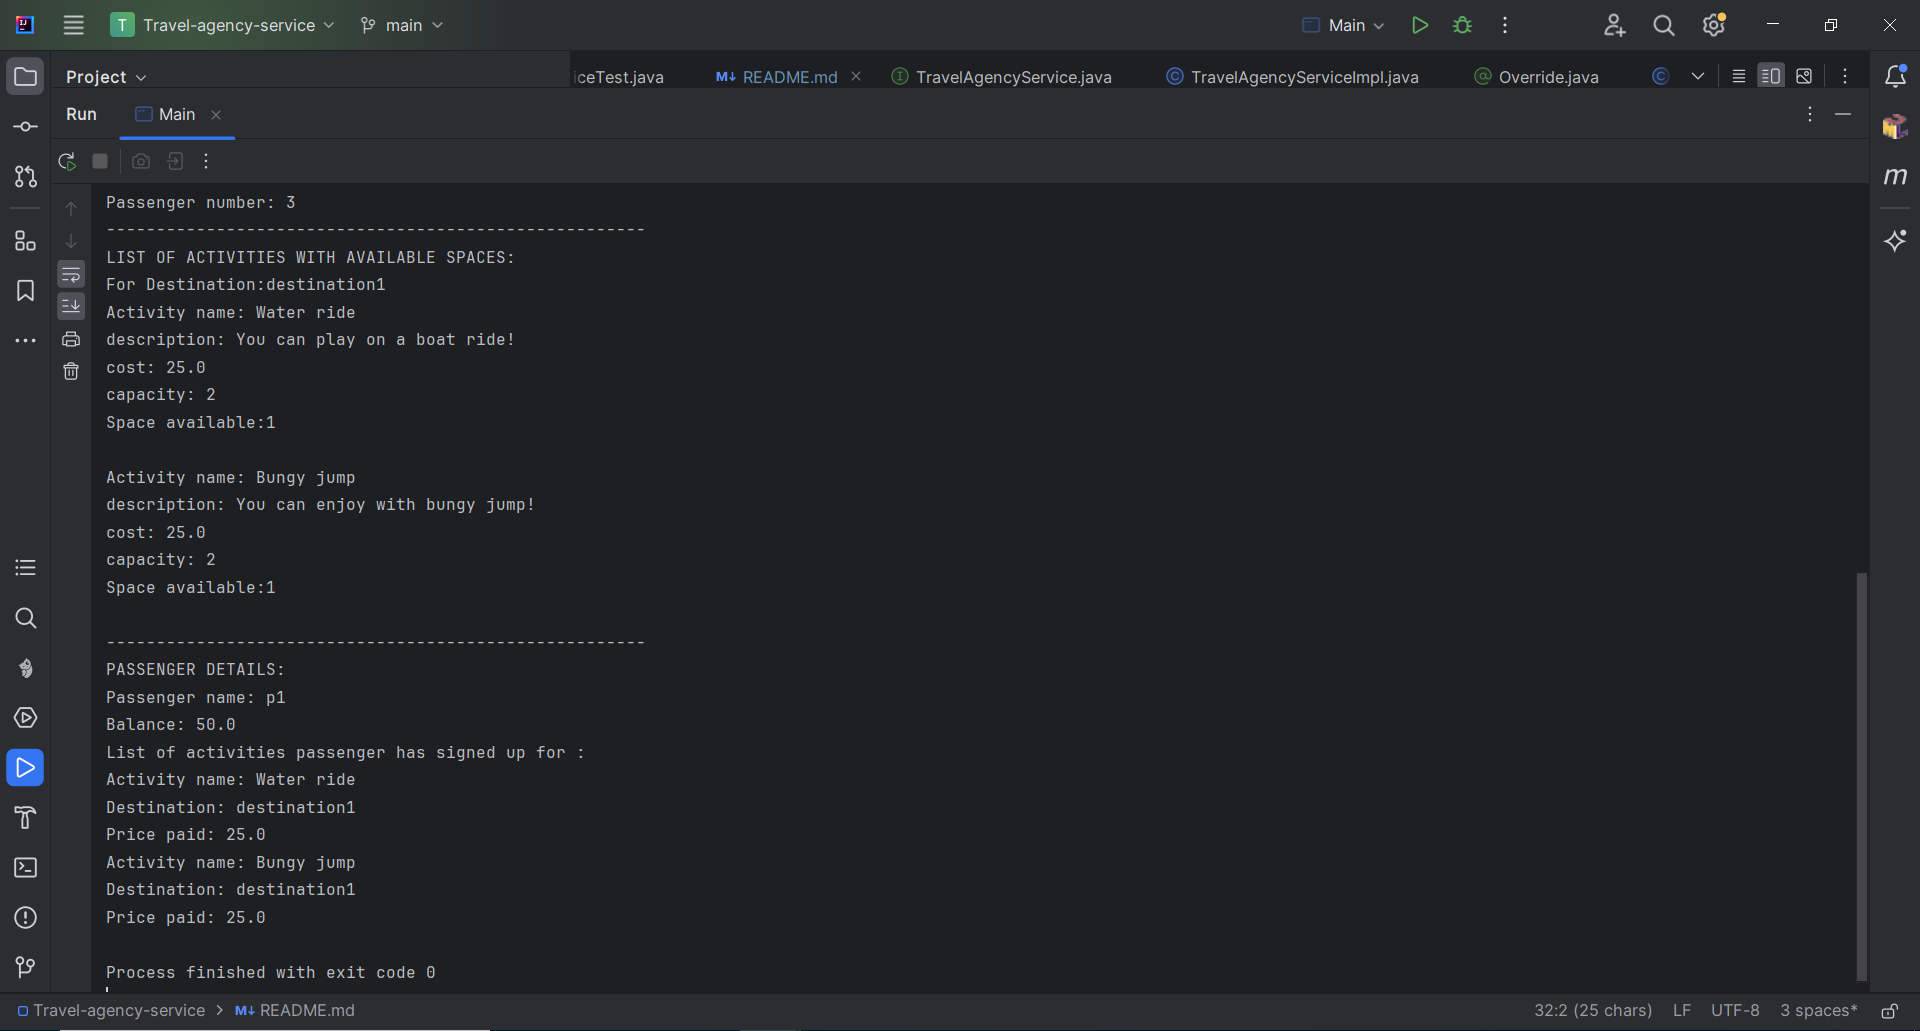 T Travel-agency-service main Main
Project iceTest.java M↓ README.md TravelAgencyService.java TravelAgencyServiceImpl.java Override.java
Run Main
Passenger number: 3
------------------------------------------------------
LIST OF ACTIVITIES WITH AVAILABLE SPACES:
For Destination:destination1
Activity name: Water ride
description: You can play on a boat ride!
cost: 25.0
capacity: 2
Space available:1
Activity name: Bungy jump
description: You can enjoy with bungy jump!
cost: 25.0
capacity: 2
Space available:1
------------------------------------------------------
PASSENGER DETAILS:
Passenger name: p1
Balance: 50.0
List of activities passenger has signed up for :
Activity name: Water ride
Destination: destination1
Price paid: 25.0
Activity name: Bungy jump
Destination: destination1
Price paid: 25.0
Process finished with exit code 0
Travel-agency-service > M↓ README.md 32:2 (25 chars) LF UTF-8 3 spaces*